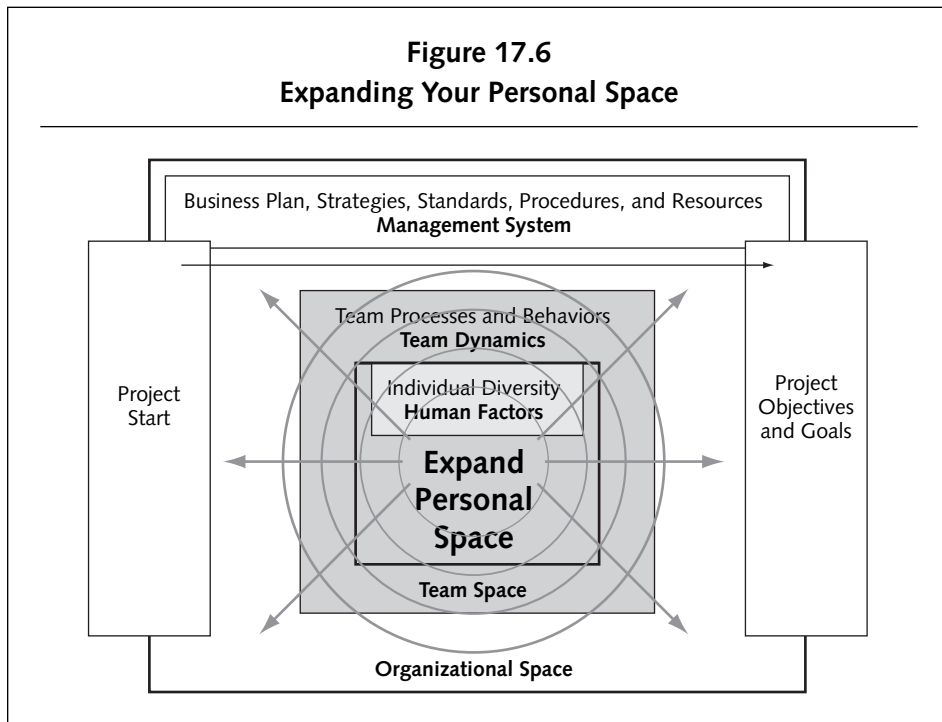 Figure 17.6
Expanding Your Personal Space
Business Plan, Strategies, Standards, Procedures, and Resources
Management System
Team Processes and Behaviors
Team Dynamics
Individual Diversity
Human Factors
Project
Start
Project
Objectives
and Goals
Expand
Personal
Space
Team Space
Organizational Space